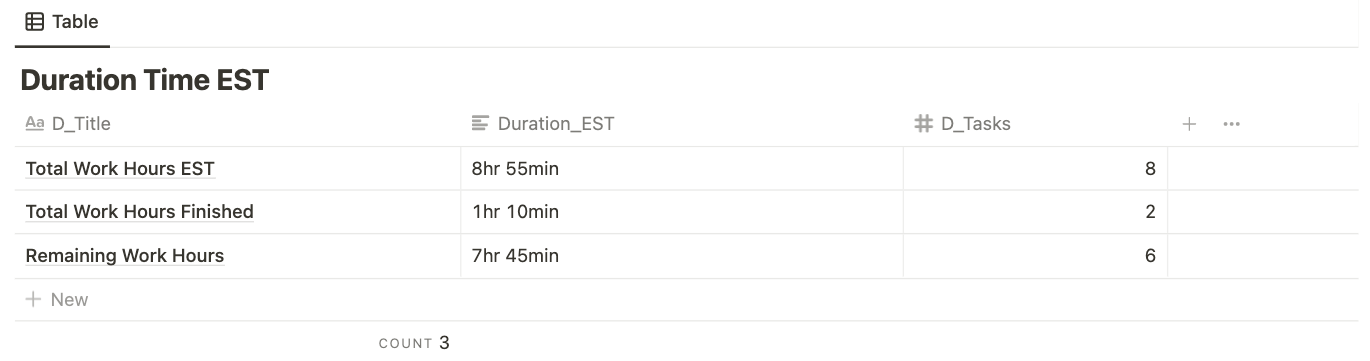 Table
Duration Time EST
Aa D_Title Duration_EST D_Tasks
Total Work Hours EST 8hr 55min 8
Total Work Hours Finished 1hr 10min 2
Remaining Work Hours 7hr 45min 6
New
COUNT 3